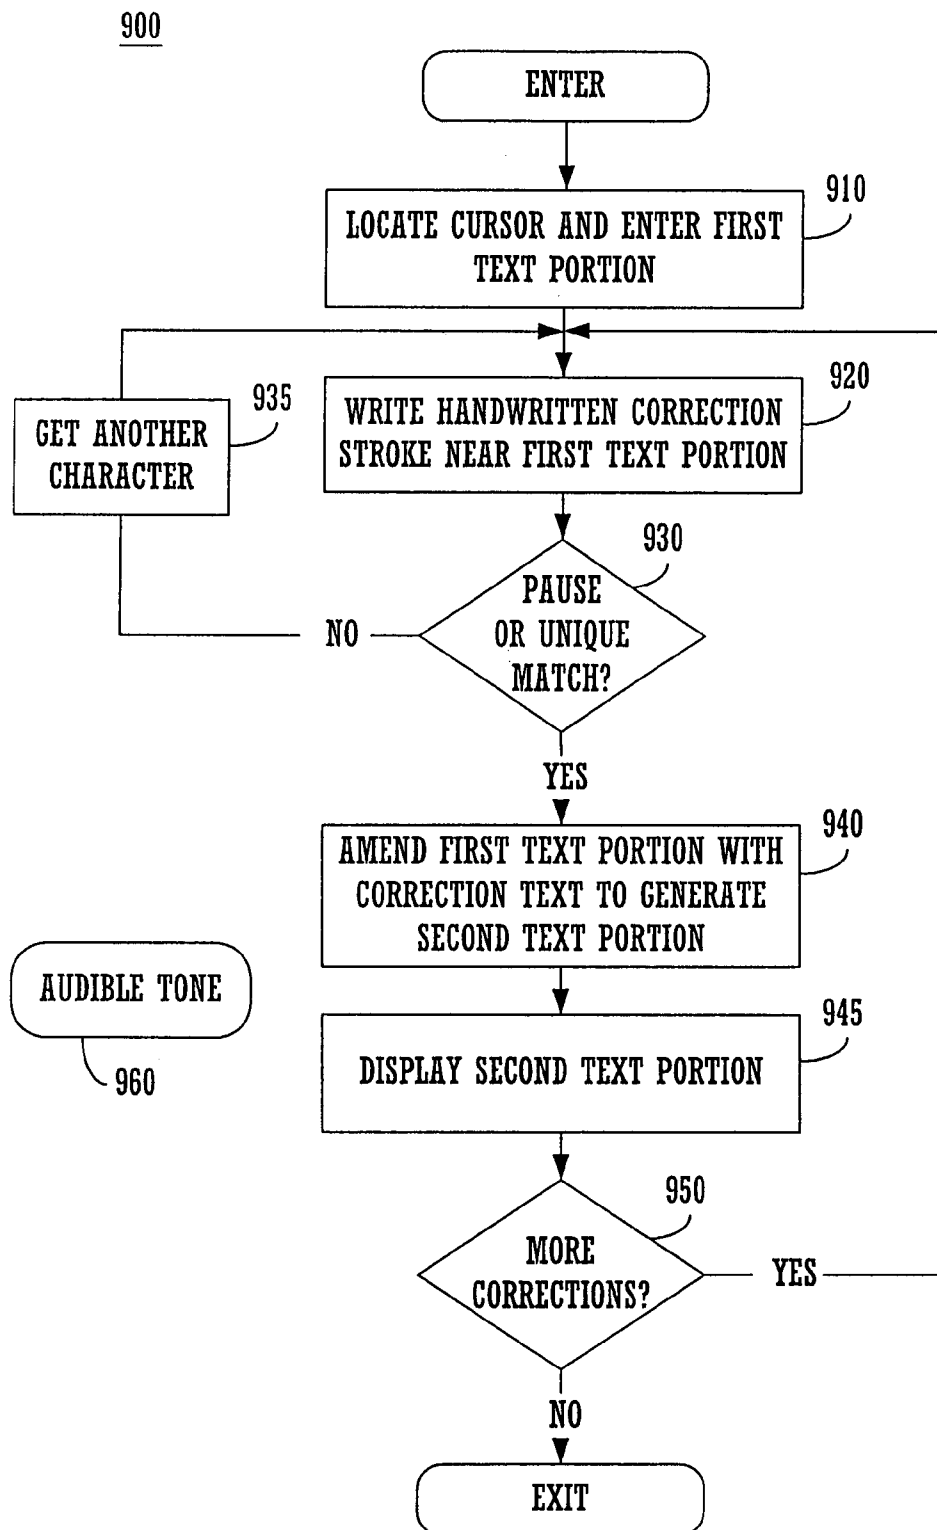 900
ENTER
910
LOCATE CURSOR AND ENTER FIRST
TEXT PORTION
920
WRITE HANDWRITTEN CORRECTION
STROKE NEAR FIRST TEXT PORTION
935
GET ANOTHER
CHARACTER
930
PAUSE
OR UNIQUE
MATCH?
NO
YES
940
AMEND FIRST TEXT PORTION WITH
CORRECTION TEXT TO GENERATE
SECOND TEXT PORTION
AUDIBLE TONE
960
945
DISPLAY SECOND TEXT PORTION
950
MORE
CORRECTIONS?
YES
NO
EXIT